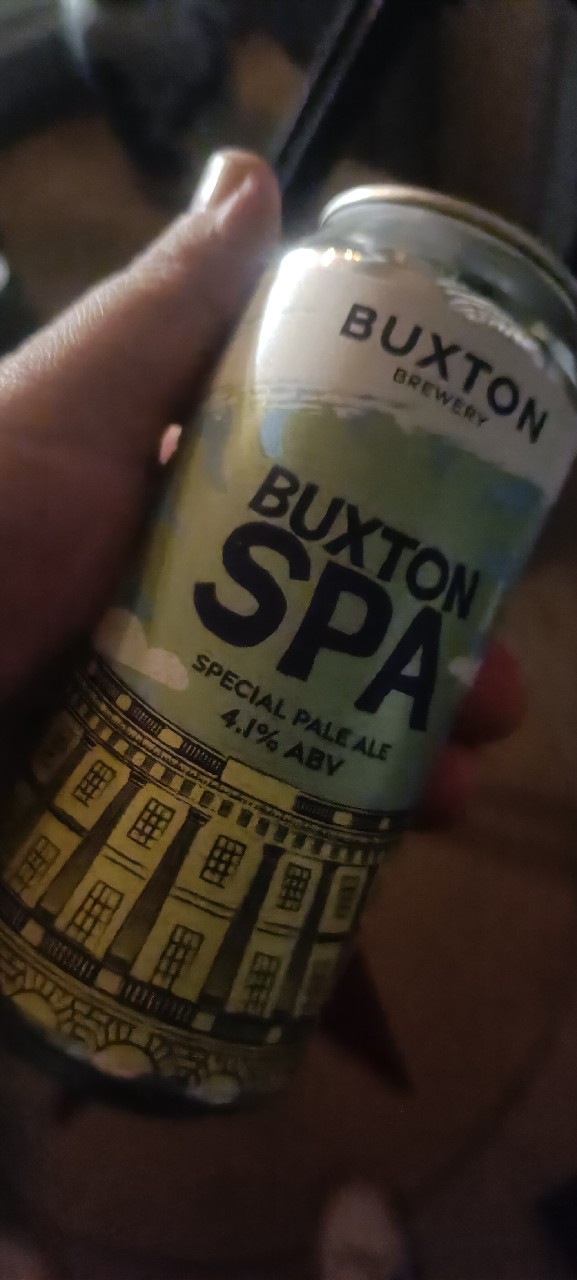 BUXTON
BREWERY
BUXTON
SPA
SPECIAL PALE ALE
4.1% ABV